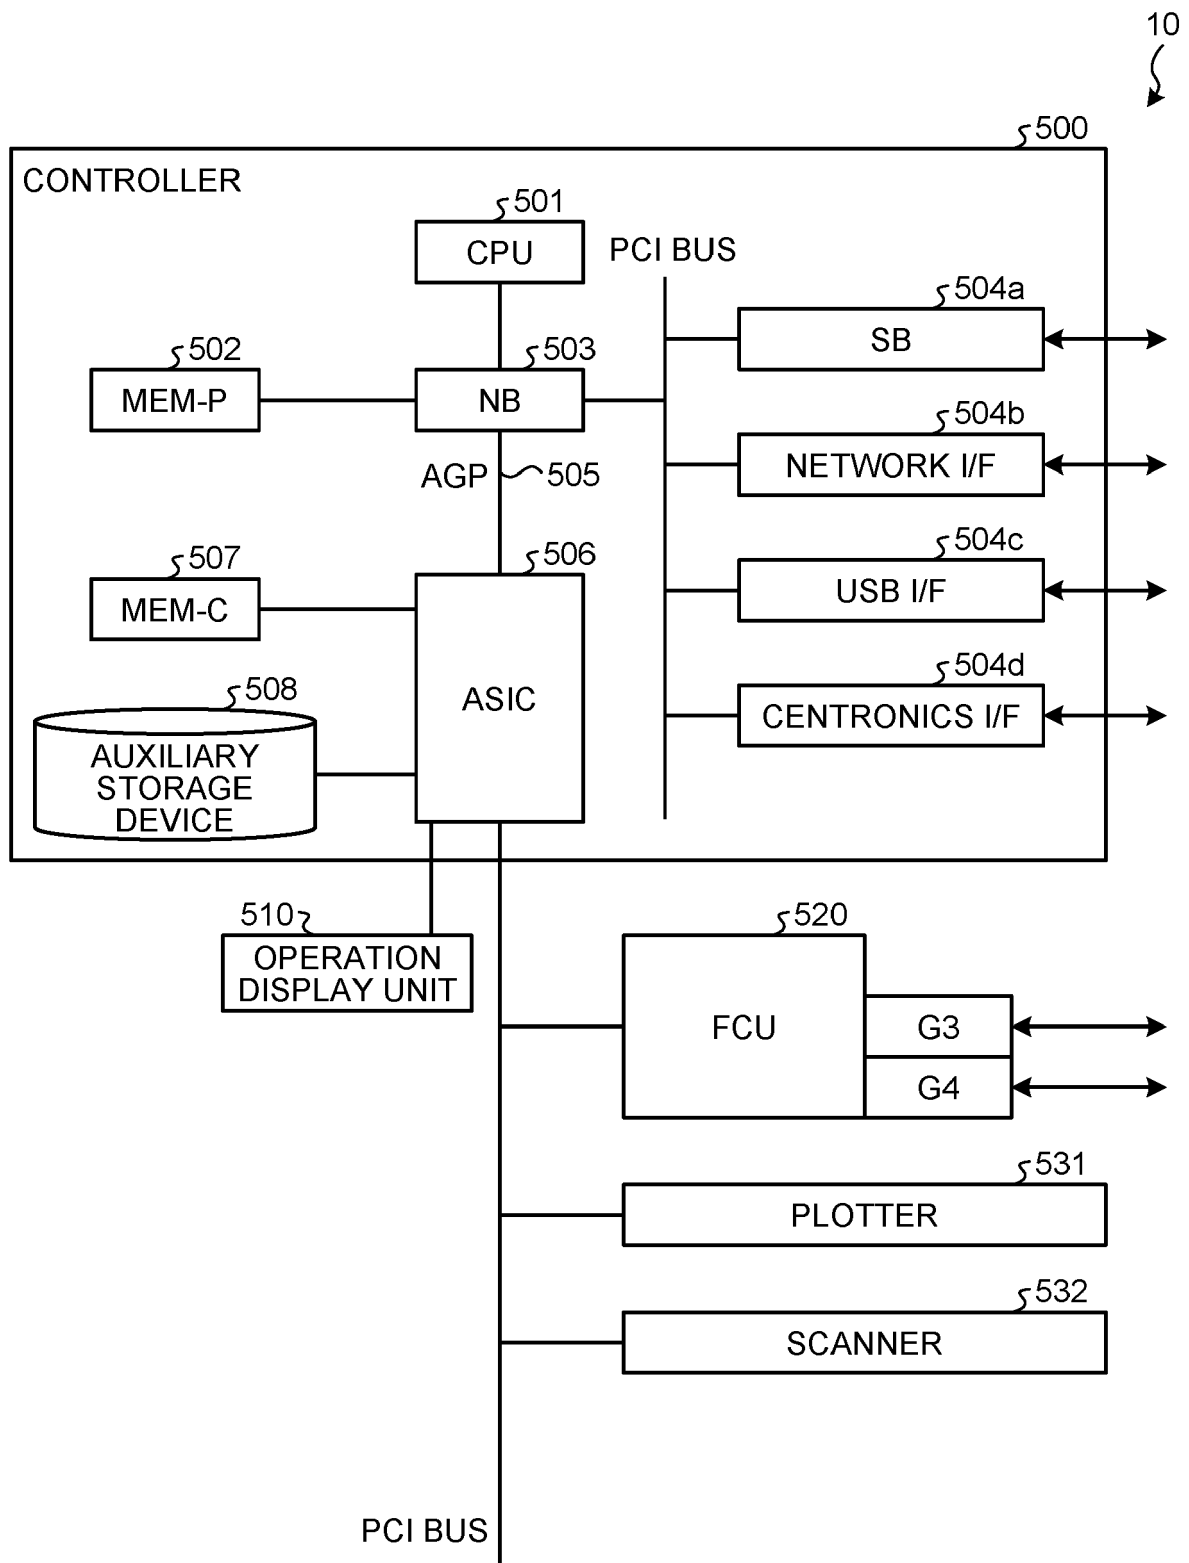 10
500
CONTROLLER
501
CPU
PCI BUS
504a
SB
502
MEM-P
503
NB
504b
NETWORK I/F
AGP
505
504c
USB I/F
507
MEM-C
506
ASIC
504d
CENTRONICS I/F
508
AUXILIARY
STORAGE
DEVICE
510
OPERATION
DISPLAY UNIT
520
FCU
G3
G4
531
PLOTTER
532
SCANNER
PCI BUS